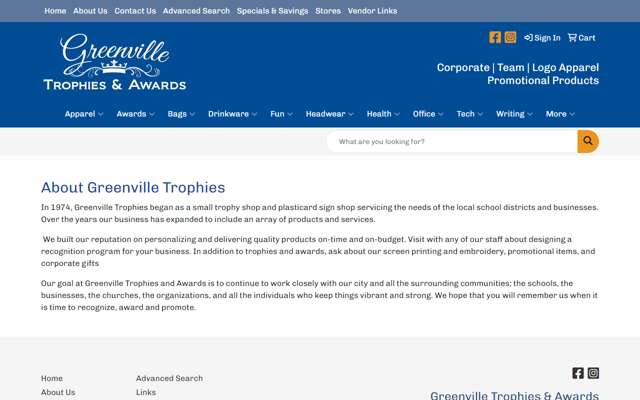 Home About Us Contact Us Advanced Search Specials & Savings Stores Vendor Links
Greenville
Trophies & Awards
Sign In Cart
Corporate | Team | Logo Apparel
Promotional Products
Apparel Awards Bags Drinkware Fun Headwear Health Office Tech Writing More
What are you looking for?
About Greenville Trophies
In 1974, Greenville Trophies began as a small trophy shop and plasticard sign shop servicing the needs of the local school districts and businesses.
Over the years our business has expanded to include an array of products and services.
We built our reputation on personalizing and delivering quality products on-time and on-budget. Visit with any of our staff about designing a
recognition program for your business. In addition to trophies and awards, ask about our screen printing and embroidery, promotional items, and
corporate gifts
Our goal at Greenville Trophies and Awards is to continue to work closely with our city and all the surrounding communities; the schools, the
businesses, the churches, the organizations, and all the individuals who keep things vibrant and strong. We hope that you will remember us when it
is time to recognize, award and promote.
Home Advanced Search
About Us Links
Greenville Trophies & Awards